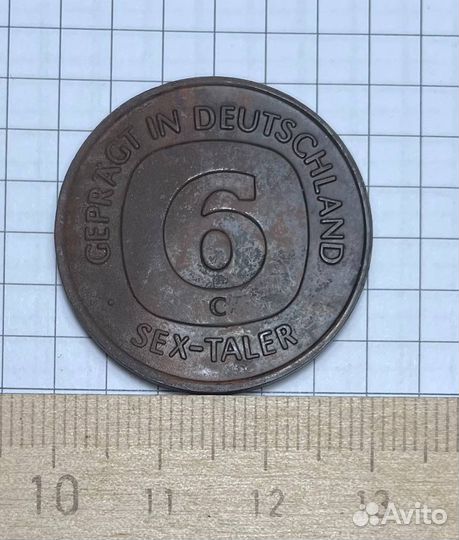 GEPRÄGT IN DEUTSCHLAND
6
C
SEX-TALER
10 11 12 13
Avito